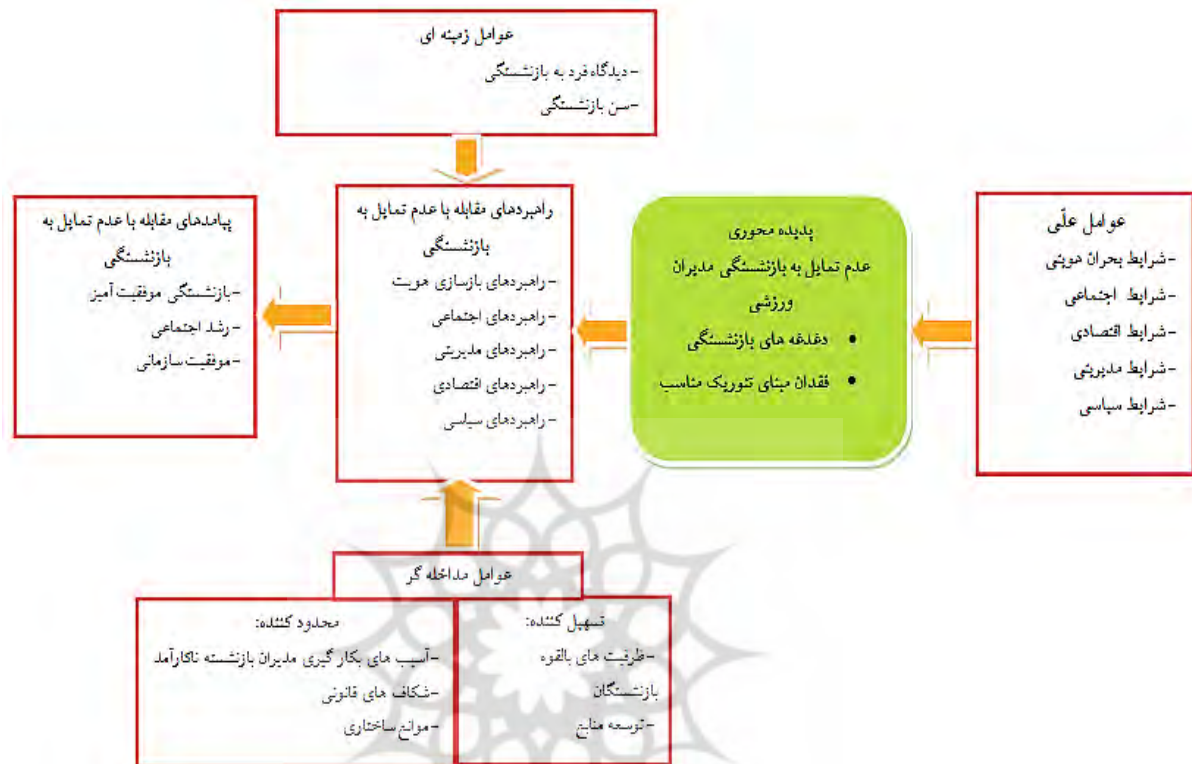 عوامل زمینه ای
-دیدگاه فرد به بازنشستگی
-سن بازنشستگی
عوامل علّی
-شرایط بحران هویتی
-شرایط اجتماعی
-شرایط اقتصادی
-شرایط مدیریتی
-شرایط سیاسی
پدیده محوری
عدم تمایل به بازنشستگی مدیران
ورزشی
• دغدغه های بازنشستگی
• فقدان مبنای تئوریک مناسب
راهبردهای مقابله با عدم تمایل به
بازنشستگی
-راهبردهای بازسازی هویت
-راهبردهای اجتماعی
-راهبردهای مدیریتی
-راهبردهای اقتصادی
-راهبردهای سیاسی
پیامدهای مقابله با عدم تمایل به
بازنشستگی
-بازنشستگی موفقیت آمیز
-رشد اجتماعی
-موفقیت سازمانی
عوامل مداخله گر
تسهیل کننده:
-ظرفیت های بالقوه
بازنشستگان
-توسعه منابع
محدود کننده:
-آسیب های بکار گیری مدیران بازنشسته ناکارآمد
-شکاف های قانونی
-موانع ساختاری